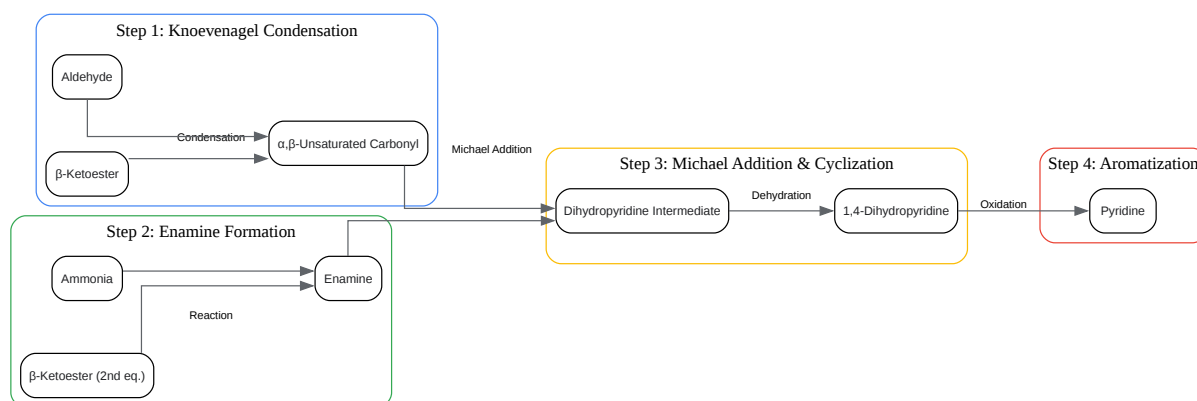 Step 1: Knoevenagel Condensation
Aldehyde
Condensation
α,β-Unsaturated Carbonyl
β-Ketoester
Michael Addition
Step 2: Enamine Formation
Ammonia
Enamine
Reaction
β-Ketoester (2nd eq.)
Step 3: Michael Addition & Cyclization
Dihydropyridine Intermediate
Dehydration
1,4-Dihydropyridine
Oxidation
Step 4: Aromatization
Pyridine